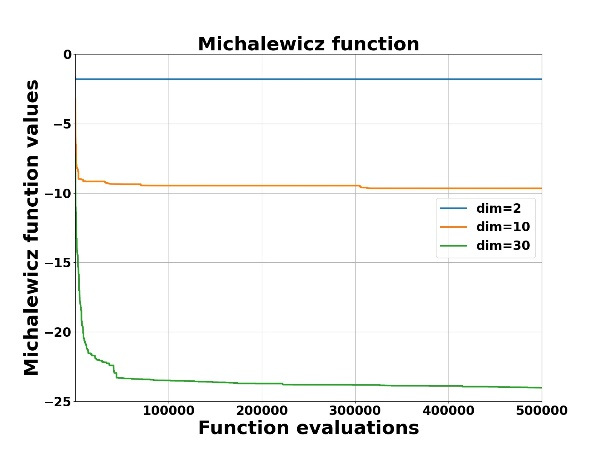 Michalewicz function
Michalewicz function values
0
−5
−10
−15
−20
−25
dim=2
dim=10
dim=30
100000 200000 300000 400000 500000
Function evaluations